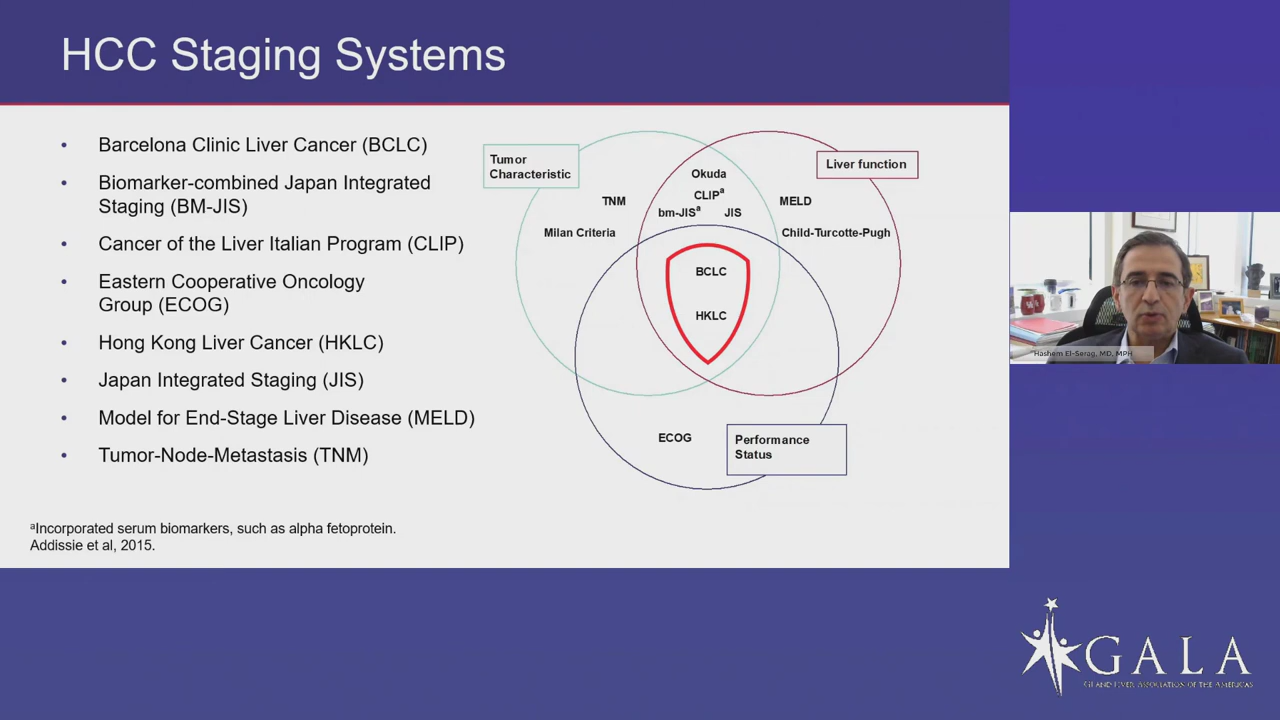 HCC Staging Systems
• Barcelona Clinic Liver Cancer (BCLC)
• Biomarker-combined Japan Integrated
Staging (BM-JIS)
• Cancer of the Liver Italian Program (CLIP)
• Eastern Cooperative Oncology
Group (ECOG)
• Hong Kong Liver Cancer (HKLC)
• Japan Integrated Staging (JIS)
• Model for End-Stage Liver Disease (MELD)
• Tumor-Node-Metastasis (TNM)
Tumor
Characteristic
Liver function
Okuda
CLIPᵃ
bm-JISᵃ JIS
TNM
Milan Criteria
MELD
Child-Turcotte-Pugh
BCLC
HKLC
ECOG
Performance
Status
ᵃIncorporated serum biomarkers, such as alpha fetoprotein.
Addissie et al, 2015.
Hashem El-Serag, MD, MPH
GALA
LIVER ASSOCIATION OF THE AMERICAS